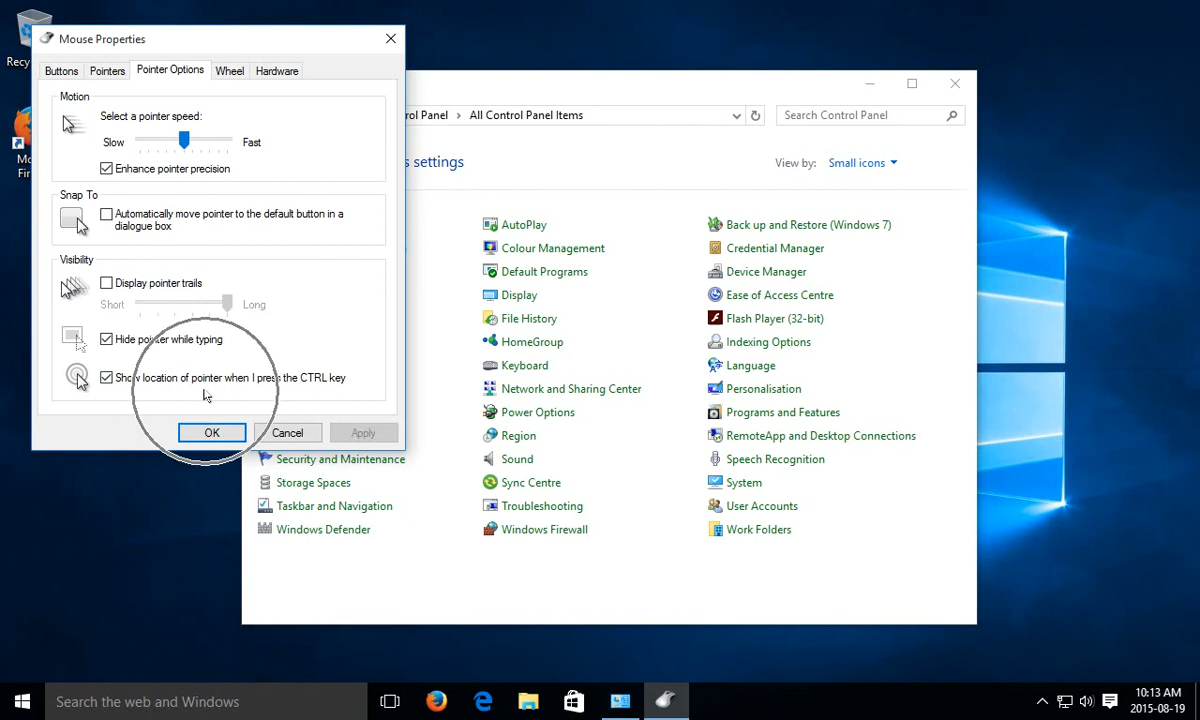 Recy
Mo
Fir
Mouse Properties
Buttons Pointers Pointer Options Wheel Hardware
Motion
Select a pointer speed:
Slow Fast
Enhance pointer precision
Snap To
Automatically move pointer to the default button in a
dialogue box
Visibility
Display pointer trails
Short Long
Hide pointer while typing
Show location of pointer when I press the CTRL key
OK Cancel Apply
rol Panel > All Control Panel Items
Search Control Panel
s settings
View by: Small icons
AutoPlay
Back up and Restore (Windows 7)
Colour Management
Credential Manager
Default Programs
Device Manager
Display
Ease of Access Centre
File History
Flash Player (32-bit)
HomeGroup
Indexing Options
Keyboard
Language
Network and Sharing Center
Personalisation
Power Options
Programs and Features
Region
RemoteApp and Desktop Connections
Security and Maintenance
Sound
Speech Recognition
Storage Spaces
Sync Centre
System
Taskbar and Navigation
Troubleshooting
User Accounts
Windows Defender
Windows Firewall
Work Folders
Search the web and Windows
10:13 AM
2015-08-19